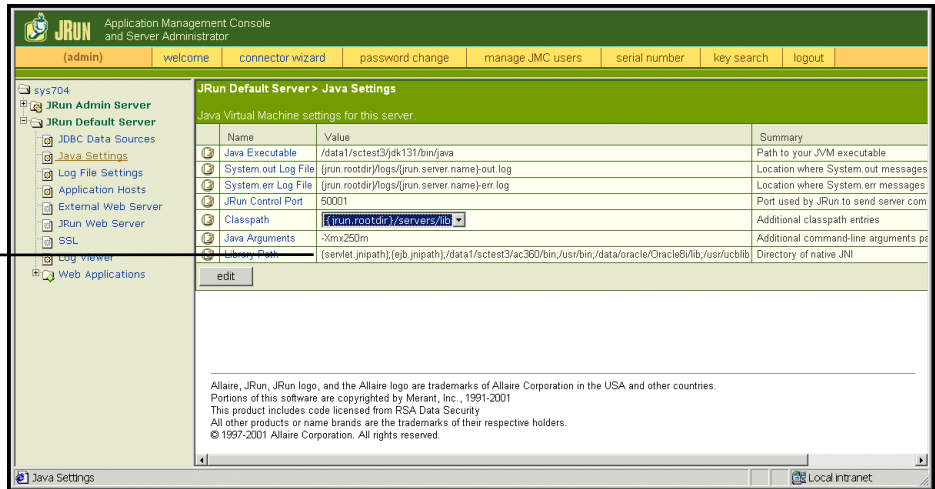 JRUN Application Management Console
and Server Administrator
(admin) welcome connector wizard password change manage JMC users serial number key search logout
sys704
JRun Admin Server
JRun Default Server
JDBC Data Sources
Java Settings
Log File Settings
Application Hosts
External Web Server
JRun Web Server
SSL
Log Viewer
Web Applications
JRun Default Server > Java Settings
Java Virtual Machine settings for this server.
Name Value Summary
Java Executable /data1/sctest3/jdk131/bin/java Path to your JVM executable
System.out Log File {jrun.rootdir}/logs/{jrun.server.name}-out.log Location where System.out messages
System.err Log File {jrun.rootdir}/logs/{jrun.server.name}-err.log Location where System.err messages
JRun Control Port 50001 Port used by JRun to send server com
Classpath {jrun.rootdir}/servers/lib Additional classpath entries
Java Arguments -Xmx250m Additional command-line arguments pa
Library Path {servlet.jnipath};{ejb.jnipath};/data1/sctest3/ac360/bin;/usr/bin;/data/oracle/Oracle8i/lib;/usr/ucblib Directory of native JNI
edit
Allaire, JRun, JRun logo, and the Allaire logo are trademarks of Allaire Corporation in the USA and other countries.
Portions of this software are copyrighted by Merant, Inc., 1991-2001
This product includes code licensed from RSA Data Security
All other products or name brands are the trademarks of their respective holders.
© 1997-2001 Allaire Corporation. All rights reserved.
Java Settings Local intranet